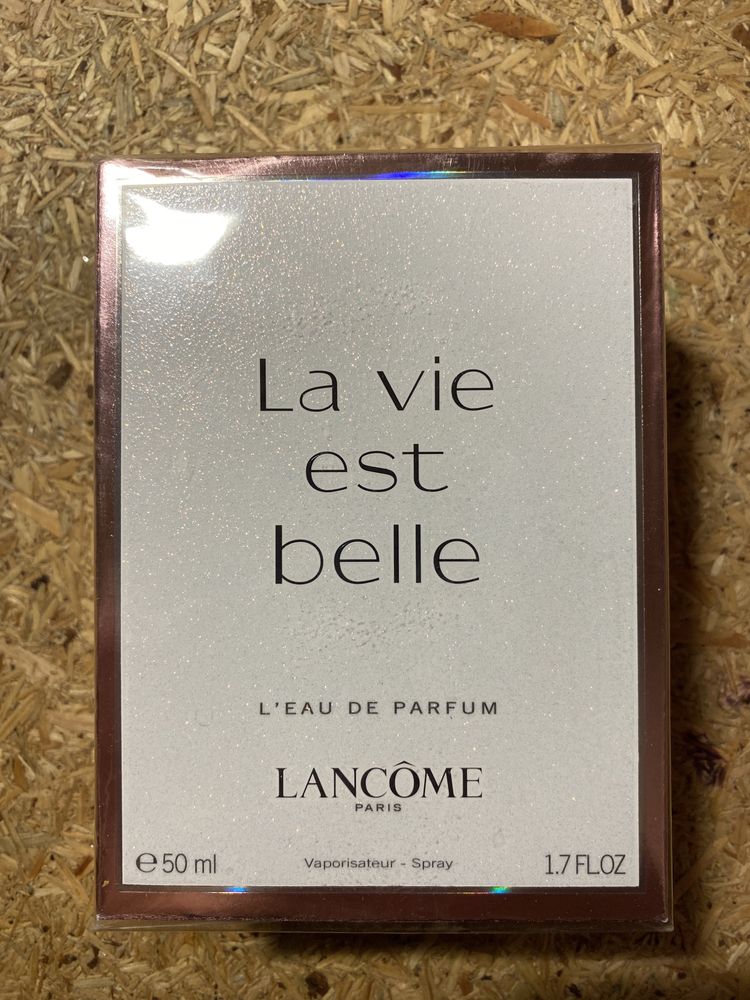 La vie
est
belle
L'EAU DE PARFUM
LANCÔME
PARIS
℮50 ml Vaporisateur - Spray 1.7 FL.OZ